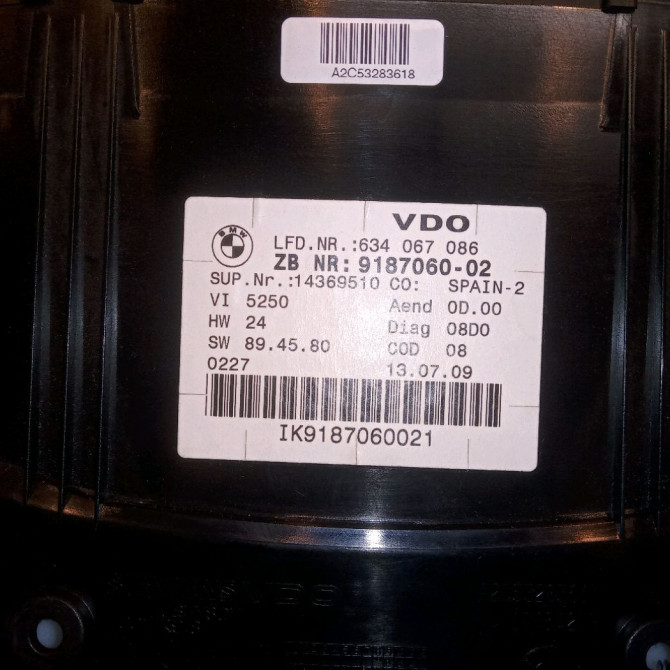 A2C53283618
BMW
VDO
LFD.NR.:634 067 086
ZB NR: 9187060-02
SUP.Nr.:14369510 CO: SPAIN-2
VI 5250 Aend 0D.00
HW 24 Diag 08D0
SW 89.45.80 COD 08
0227 13.07.09
IK9187060021
VDO